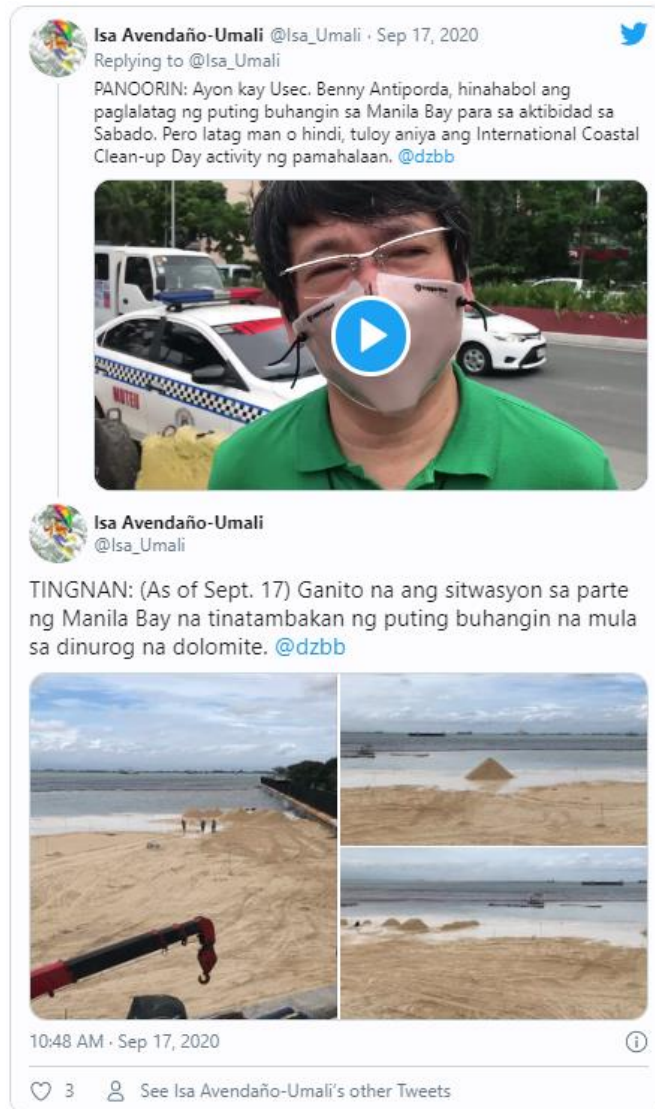 Isa Avendaño-Umali @Isa_Umali · Sep 17, 2020
Replying to @Isa_Umali
PANOORIN: Ayon kay Usec. Benny Antiporda, hinahabol ang
paglalatag ng puting buhangin sa Manila Bay para sa aktibidad sa
Sabado. Pero latag man o hindi, tuloy aniya ang International Coastal
Clean-up Day activity ng pamahalaan. @dzbb
Isa Avendaño-Umali
@Isa_Umali
TINGNAN: (As of Sept. 17) Ganito na ang sitwasyon sa parte
ng Manila Bay na tinatambakan ng puting buhangin na mula
sa dinurog na dolomite. @dzbb
10:48 AM · Sep 17, 2020
3 See Isa Avendaño-Umali's other Tweets